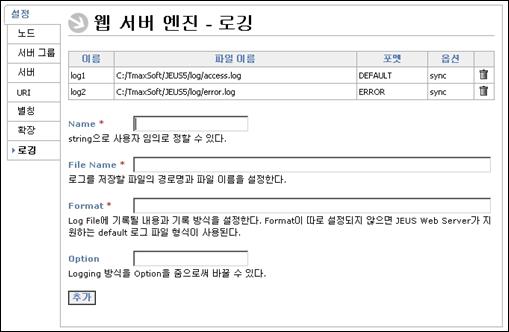 설정
노드
서버 그룹
서버
URI
별칭
확장
로깅
웹 서버 엔진 - 로깅
이름 파일 이름 포맷 옵션
log1 C:/TmaxSoft/JEUS5/log/access.log DEFAULT sync
log2 C:/TmaxSoft/JEUS5/log/error.log ERROR sync
Name *
string으로 사용자 임의로 정할 수 있다.
File Name *
로그를 저장할 파일의 경로명과 파일 이름을 설정한다.
Format *
Log File에 기록될 내용과 기록 방식을 설정한다. Format이 따로 설정되지 않으면 JEUS Web Server가 지
원하는 default 로그 파일 형식이 사용된다.
Option
Logging 방식을 Option을 줌으로써 바꿀 수 있다.
추가